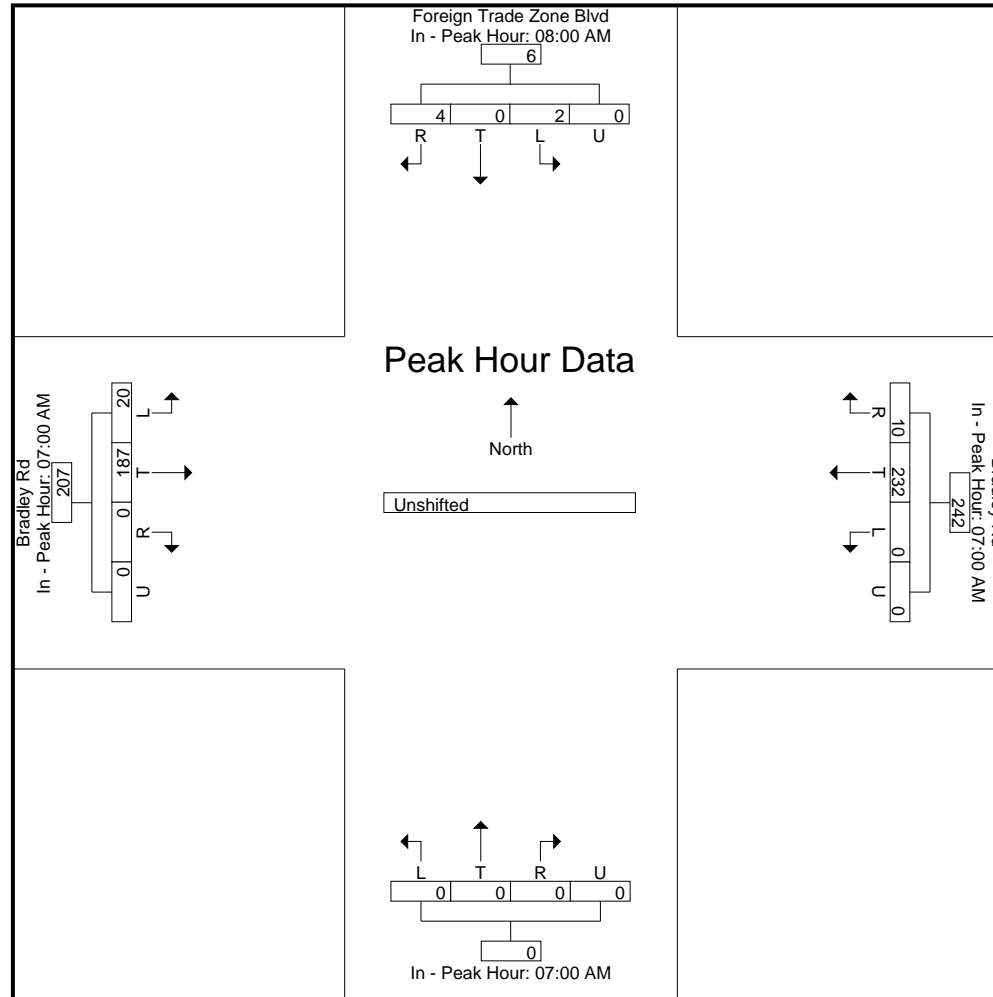 Foreign Trade Zone Blvd
In - Peak Hour: 08:00 AM
6
4 0 2 0
R T L U
Peak Hour Data
North
Unshifted
Bradley Rd
In - Peak Hour: 07:00 AM
207
20 187 0 0
L T R U
In - Peak Hour: 07:00 AM
242
10 232 0 0
R T L U
L T R U
0 0 0 0
0
In - Peak Hour: 07:00 AM